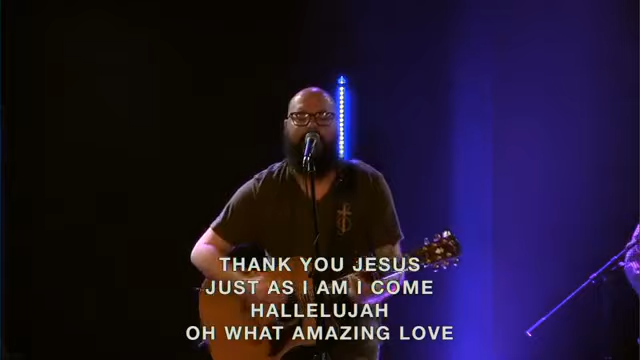 THANK YOU JESUS
JUST AS I AM I COME
HALLELUJAH
OH WHAT AMAZING LOVE